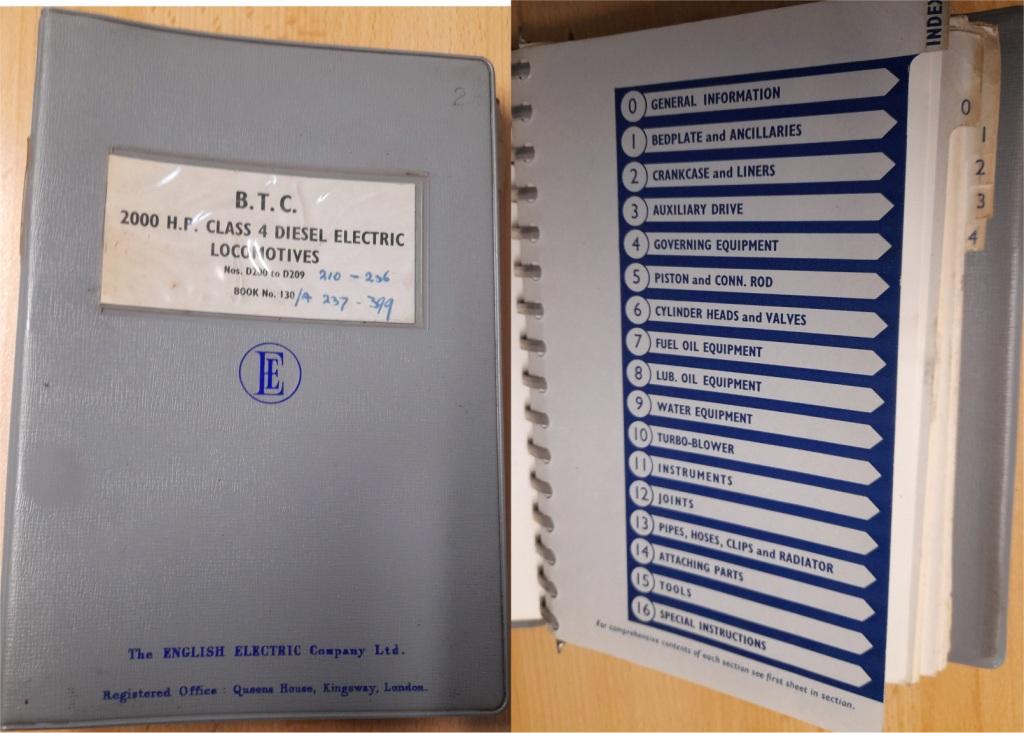 2
B.T.C.
2000 H.P. CLASS 4 DIESEL ELECTRIC
LOCOMOTIVES
Nos. D200 to D209 210 - 236
BOOK No. 130/A 237 - 399
EE
The ENGLISH ELECTRIC Company Ltd.
Registered Office : Queens House, Kingsway, London.
INDEX
0 GENERAL INFORMATION
1 BEDPLATE and ANCILLARIES
2 CRANKCASE and LINERS
3 AUXILIARY DRIVE
4 GOVERNING EQUIPMENT
5 PISTON and CONN. ROD
6 CYLINDER HEADS and VALVES
7 FUEL OIL EQUIPMENT
8 LUB. OIL EQUIPMENT
9 WATER EQUIPMENT
10 TURBO-BLOWER
11 INSTRUMENTS
12 JOINTS
13 PIPES, HOSES, CLIPS and RADIATOR
14 ATTACHING PARTS
15 TOOLS
16 SPECIAL INSTRUCTIONS
For comprehensive contents of each section see first sheet in section.
0
1
2
3
4